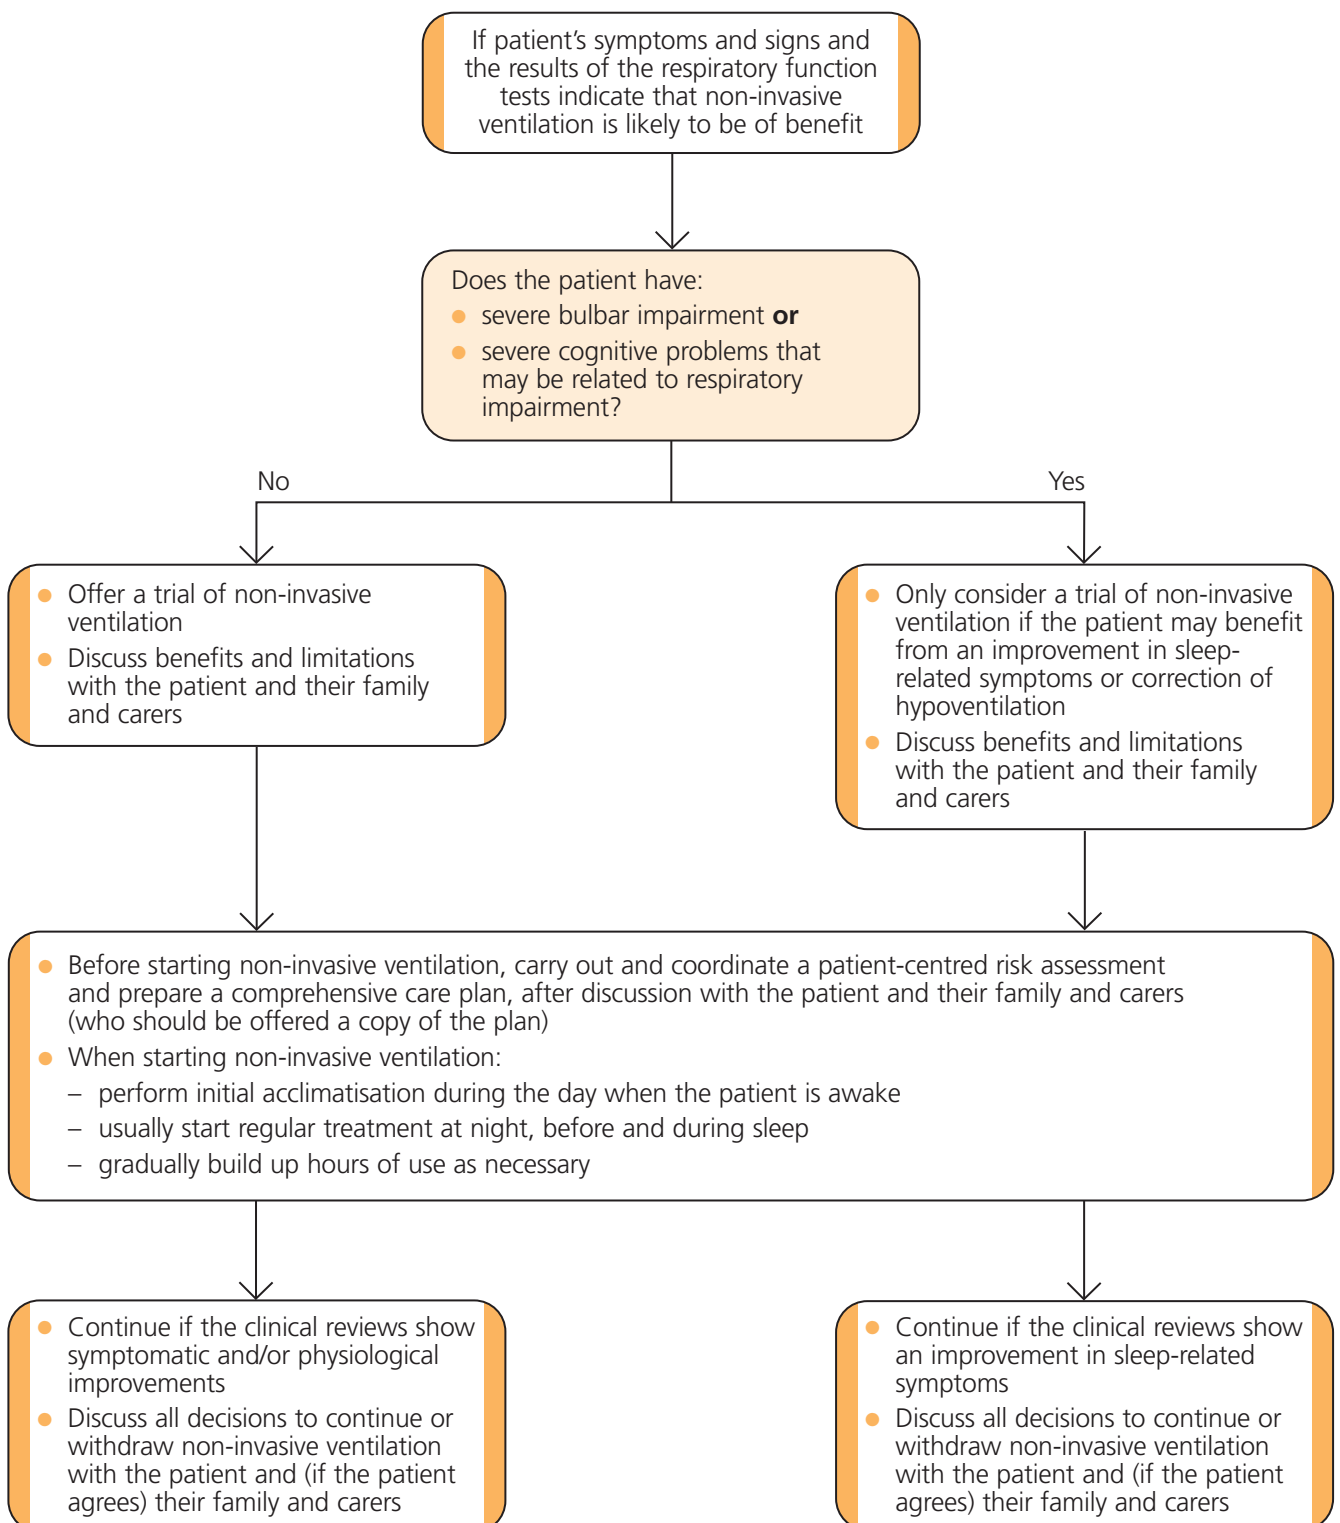 If patient’s symptoms and signs and
the results of the respiratory function
tests indicate that non-invasive
ventilation is likely to be of benefit
Does the patient have:
● severe bulbar impairment or
● severe cognitive problems that
may be related to respiratory
impairment?
No
Yes
● Offer a trial of non-invasive
ventilation
● Discuss benefits and limitations
with the patient and their family
and carers
● Only consider a trial of non-invasive
ventilation if the patient may benefit
from an improvement in sleep-
related symptoms or correction of
hypoventilation
● Discuss benefits and limitations
with the patient and their family
and carers
● Before starting non-invasive ventilation, carry out and coordinate a patient-centred risk assessment
and prepare a comprehensive care plan, after discussion with the patient and their family and carers
(who should be offered a copy of the plan)
● When starting non-invasive ventilation:
– perform initial acclimatisation during the day when the patient is awake
– usually start regular treatment at night, before and during sleep
– gradually build up hours of use as necessary
● Continue if the clinical reviews show
symptomatic and/or physiological
improvements
● Discuss all decisions to continue or
withdraw non-invasive ventilation
with the patient and (if the patient
agrees) their family and carers
● Continue if the clinical reviews show
an improvement in sleep-related
symptoms
● Discuss all decisions to continue or
withdraw non-invasive ventilation
with the patient and (if the patient
agrees) their family and carers